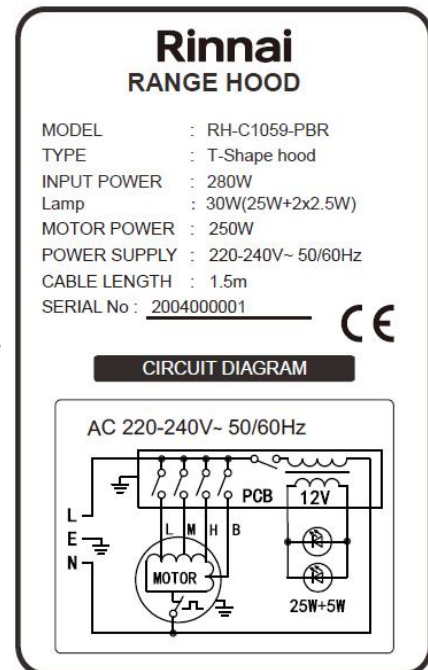 Rinnai
RANGE HOOD
MODEL : RH-C1059-PBR
TYPE : T-Shape hood
INPUT POWER : 280W
Lamp : 30W(25W+2x2.5W)
MOTOR POWER : 250W
POWER SUPPLY : 220-240V~ 50/60Hz
CABLE LENGTH : 1.5m
SERIAL No : 2004000001
CE
CIRCUIT DIAGRAM
AC 220-240V~ 50/60Hz
PCB 12V
L
E
N
L M H B
MOTOR
25W+5W